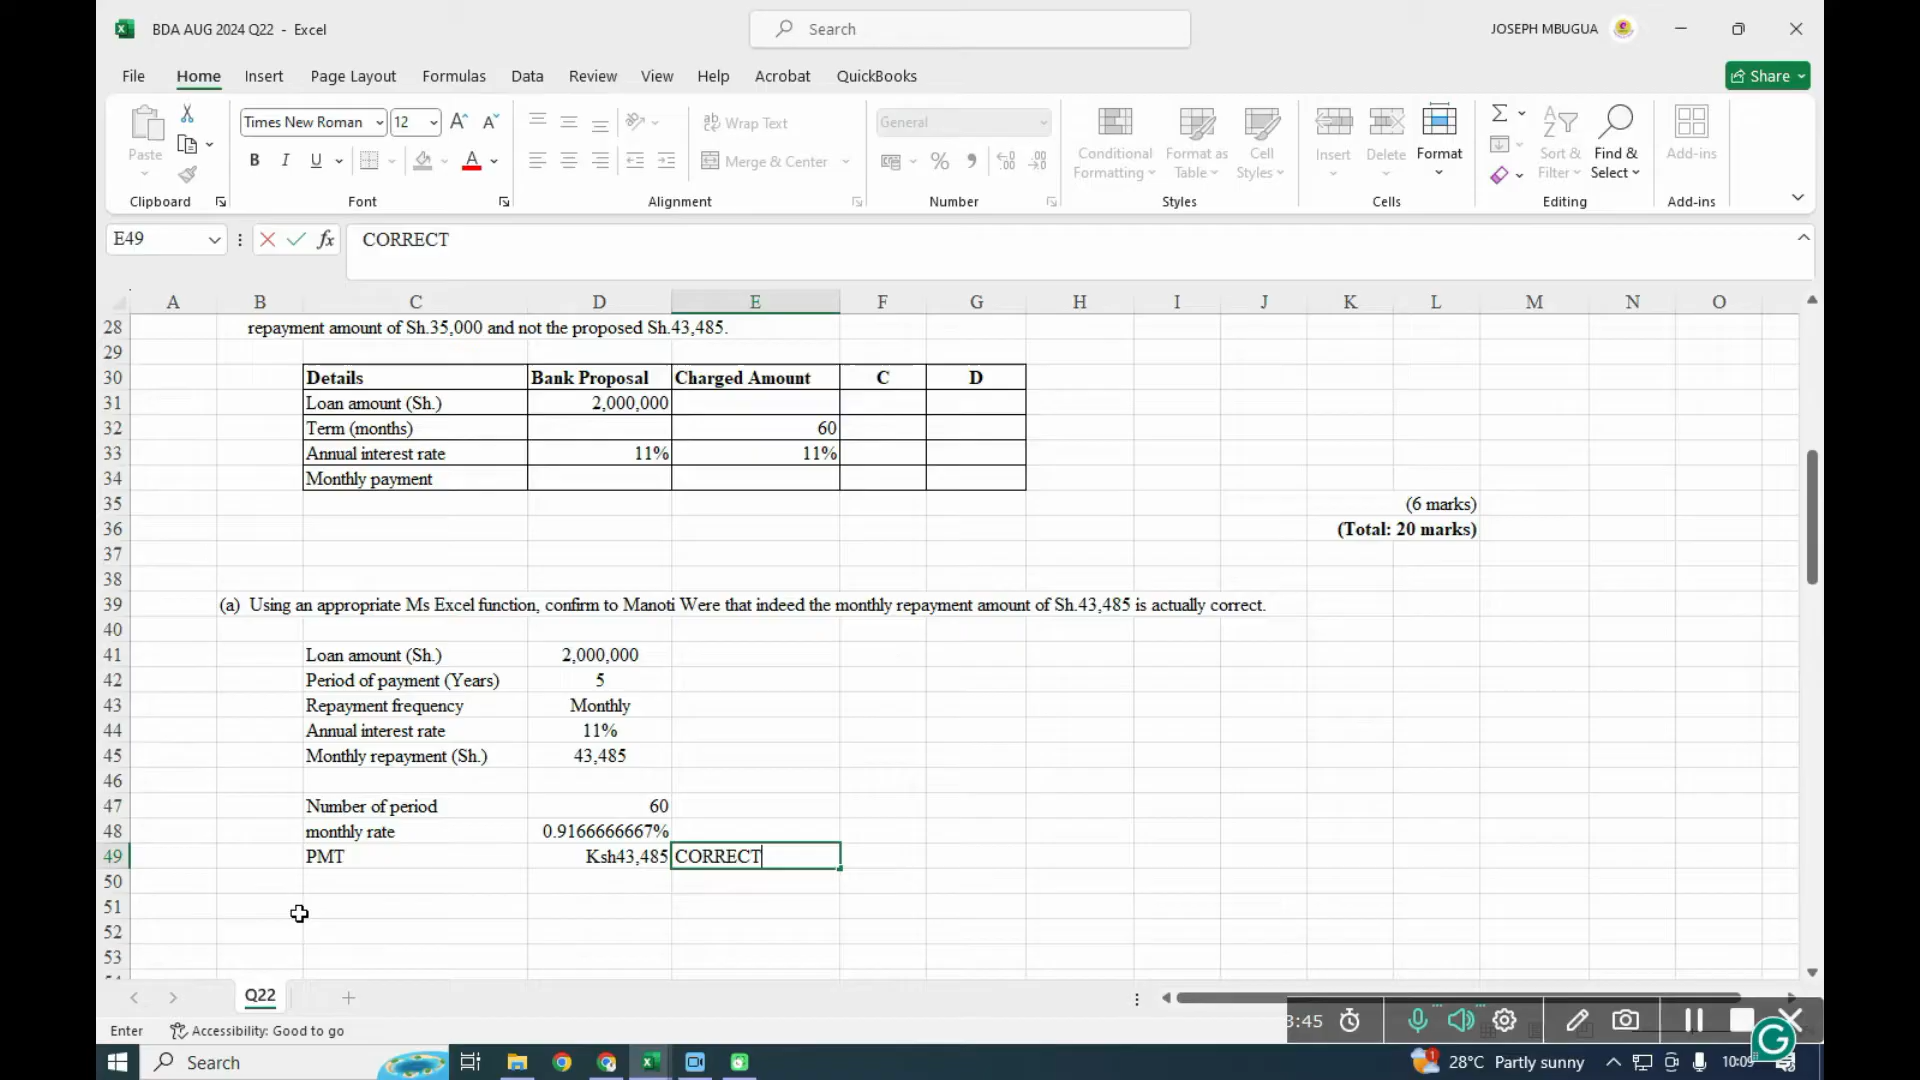 BDA AUG 2024 Q22 - Excel
Search
JOSEPH MBUGUA
File Home Insert Page Layout Formulas Data Review View Help Acrobat QuickBooks
Share
Paste
Times New Roman 12
B I U A
ab Wrap Text
Merge & Center
General
Conditional Formatting
Format as Table
Cell Styles
Insert Delete Format
Sort & Filter
Find & Select
Add-ins
Clipboard Font Alignment Number Styles Cells Editing Add-ins
E49 fx CORRECT
A B C D E F G H I J K L M N O
28 repayment amount of Sh.35,000 and not the proposed Sh.43,485.
29
30 Details Bank Proposal Charged Amount C D
31 Loan amount (Sh.) 2,000,000
32 Term (months) 60
33 Annual interest rate 11% 11%
34 Monthly payment
35 (6 marks)
36 (Total: 20 marks)
37
38
39 (a) Using an appropriate Ms Excel function, confirm to Manoti Were that indeed the monthly repayment amount of Sh.43,485 is actually correct.
40
41 Loan amount (Sh.) 2,000,000
42 Period of payment (Years) 5
43 Repayment frequency Monthly
44 Annual interest rate 11%
45 Monthly repayment (Sh.) 43,485
46
47 Number of period 60
48 monthly rate 0.9166666667%
49 PMT Ksh43,485 CORRECT
50
51
52
53
Q22
3:45
Enter Accessibility: Good to go
Search
28°C Partly sunny
10:09